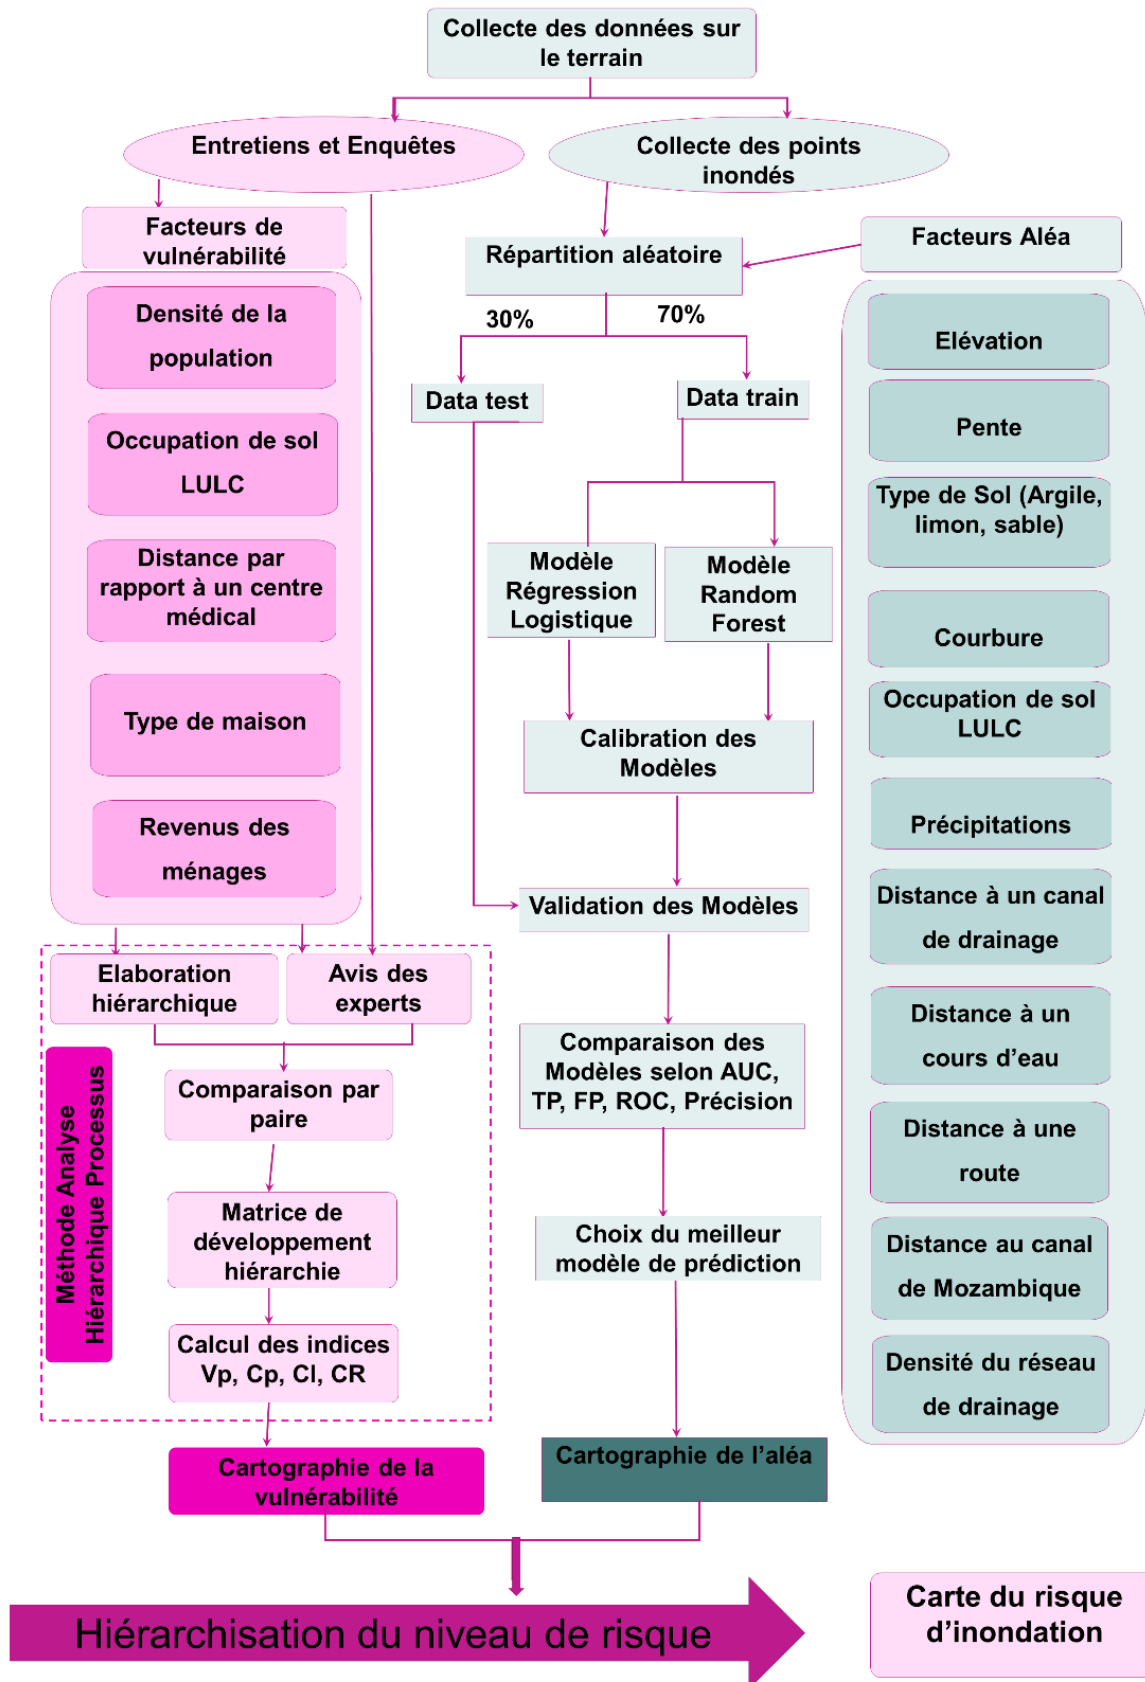 Collecte des données sur
le terrain
Entretiens et Enquêtes
Collecte des points
inondés
Facteurs de
vulnérabilité
Densité de la
population
Occupation de sol
LULC
Distance par
rapport à un centre
médical
Type de maison
Revenus des
ménages
Répartition aléatoire
Facteurs Aléa
30%
70%
Data test
Data train
Modèle
Régression
Logistique
Modèle
Random
Forest
Calibration des
Modèles
Validation des Modèles
Comparaison des
Modèles selon AUC,
TP, FP, ROC, Précision
Choix du meilleur
modèle de prédiction
Elévation
Pente
Type de Sol (Argile,
limon, sable)
Courbure
Occupation de sol
LULC
Précipitations
Distance à un canal
de drainage
Distance à un
cours d'eau
Distance à une
route
Distance au canal
de Mozambique
Densité du réseau
de drainage
Elaboration
hiérarchique
Avis des
experts
Méthode Analyse
Hiérarchique Processus
Comparaison par
paire
Matrice de
développement
hiérarchie
Calcul des indices
Vp, Cp, CI, CR
Cartographie de la
vulnérabilité
Cartographie de l'aléa
Hiérarchisation du niveau de risque
Carte du risque
d'inondation